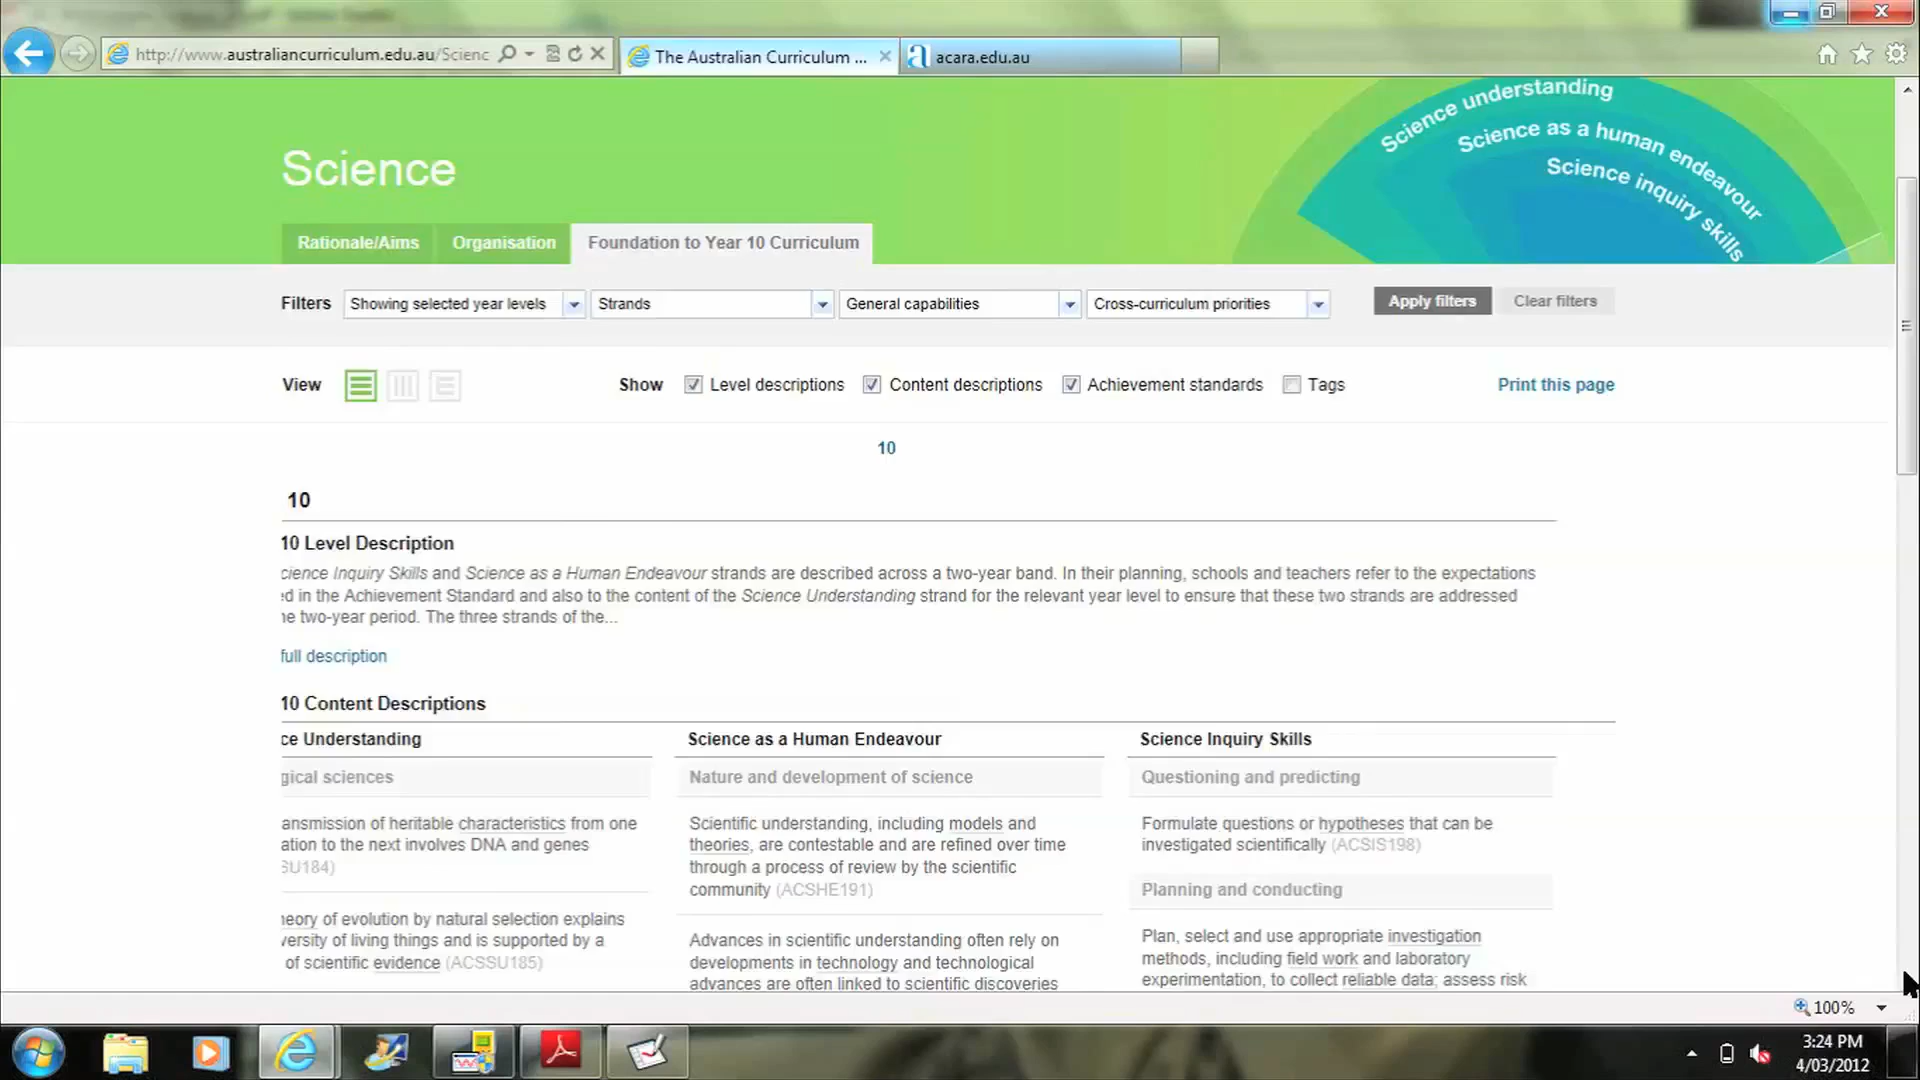 http://www.australiancurriculum.edu.au/Scienc
The Australian Curriculum ...
acara.edu.au
Science understanding
Science as a human endeavour
Science inquiry skills
Science
Rationale/Aims
Organisation
Foundation to Year 10 Curriculum
Filters
Showing selected year levels
Strands
General capabilities
Cross-curriculum priorities
Apply filters
Clear filters
View
Show
Level descriptions
Content descriptions
Achievement standards
Tags
Print this page
10
10
10 Level Description
cience Inquiry Skills and Science as a Human Endeavour strands are described across a two-year band. In their planning, schools and teachers refer to the expectations
ed in the Achievement Standard and also to the content of the Science Understanding strand for the relevant year level to ensure that these two strands are addressed
he two-year period. The three strands of the...
full description
10 Content Descriptions
ce Understanding
gical sciences
ansmission of heritable characteristics from one
ation to the next involves DNA and genes
SU184)
heory of evolution by natural selection explains
versity of living things and is supported by a
of scientific evidence (ACSSU185)
Science as a Human Endeavour
Nature and development of science
Scientific understanding, including models and
theories, are contestable and are refined over time
through a process of review by the scientific
community (ACSHE191)
Advances in scientific understanding often rely on
developments in technology and technological
advances are often linked to scientific discoveries
Science Inquiry Skills
Questioning and predicting
Formulate questions or hypotheses that can be
investigated scientifically (ACSIS198)
Planning and conducting
Plan, select and use appropriate investigation
methods, including field work and laboratory
experimentation, to collect reliable data; assess risk
100%
3:24 PM
4/03/2012